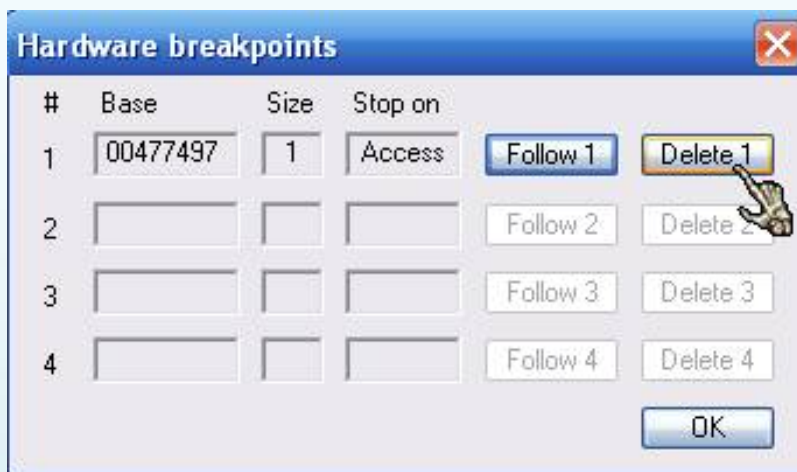 Hardware breakpoints
# Base Size Stop on
1 00477497 1 Access Follow 1 Delete 1
2 Follow 2 Delete 2
3 Follow 3 Delete 3
4 Follow 4 Delete 4
OK